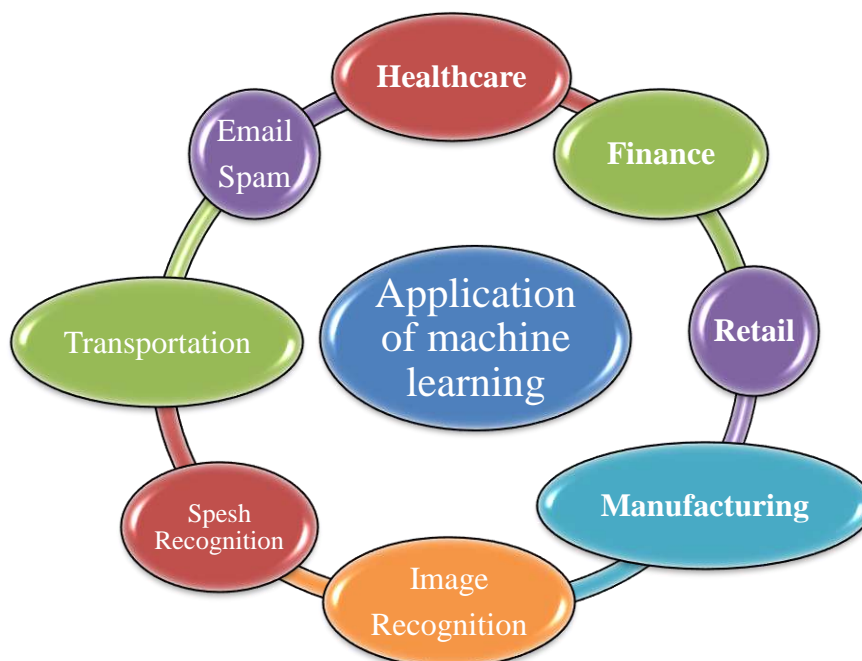 Healthcare
Finance
Retail
Manufacturing
Image
Recognition
Spesh
Recognition
Transportation
Email
Spam
Application
of machine
learning